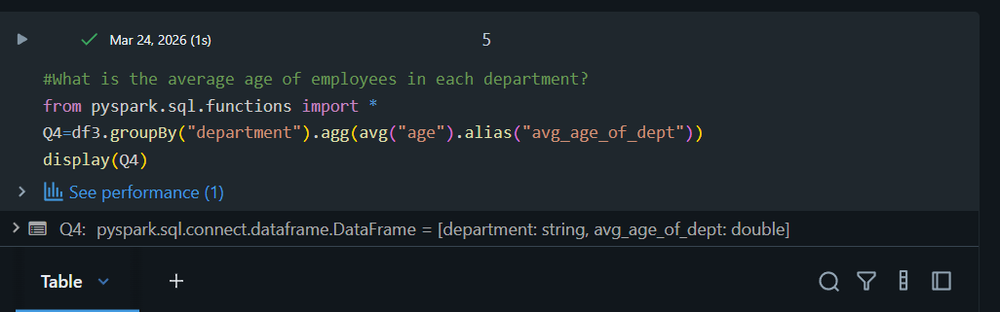 Mar 24, 2026 (1s)
5
#What is the average age of employees in each department?
from pyspark.sql.functions import *
Q4=df3.groupBy("department").agg(avg("age").alias("avg_age_of_dept"))
display(Q4)
See performance (1)
Q4: pyspark.sql.connect.dataframe.DataFrame = [department: string, avg_age_of_dept: double]
Table
+